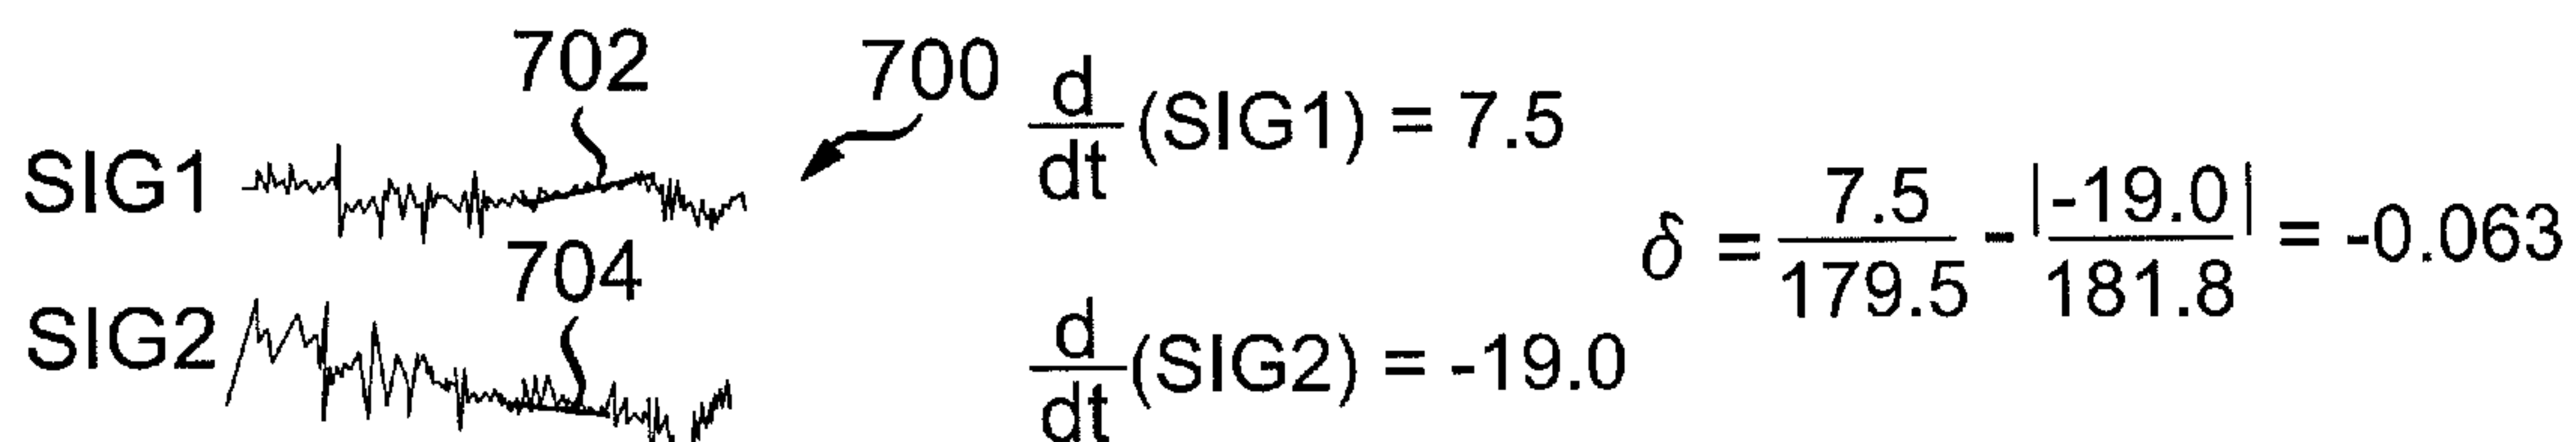 702
700
SIG1
d/dt (SIG1) = 7.5
704
SIG2
d/dt (SIG2) = -19.0
δ = 7.5/179.5 - |-19.0|/181.8 = -0.063